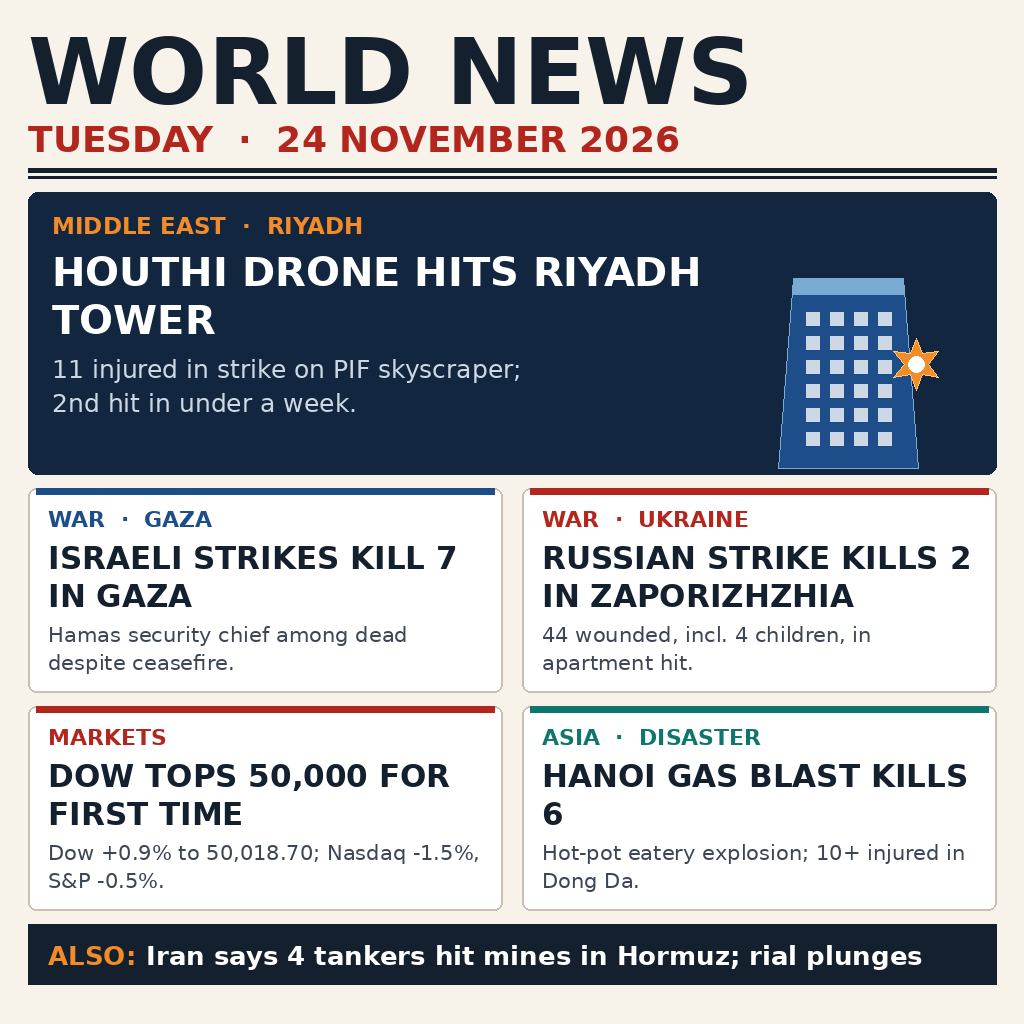 WORLD NEWS
TUESDAY · 24 NOVEMBER 2026
MIDDLE EAST · RIYADH
HOUTHI DRONE HITS RIYADH
TOWER
11 injured in strike on PIF skyscraper;
2nd hit in under a week.
WAR · GAZA
ISRAELI STRIKES KILL 7
IN GAZA
Hamas security chief among dead
despite ceasefire.
WAR · UKRAINE
RUSSIAN STRIKE KILLS 2
IN ZAPORIZHZHIA
44 wounded, incl. 4 children, in
apartment hit.
MARKETS
DOW TOPS 50,000 FOR
FIRST TIME
Dow +0.9% to 50,018.70; Nasdaq -1.5%,
S&P -0.5%.
ASIA · DISASTER
HANOI GAS BLAST KILLS
6
Hot-pot eatery explosion; 10+ injured in
Dong Da.
ALSO: Iran says 4 tankers hit mines in Hormuz; rial plunges